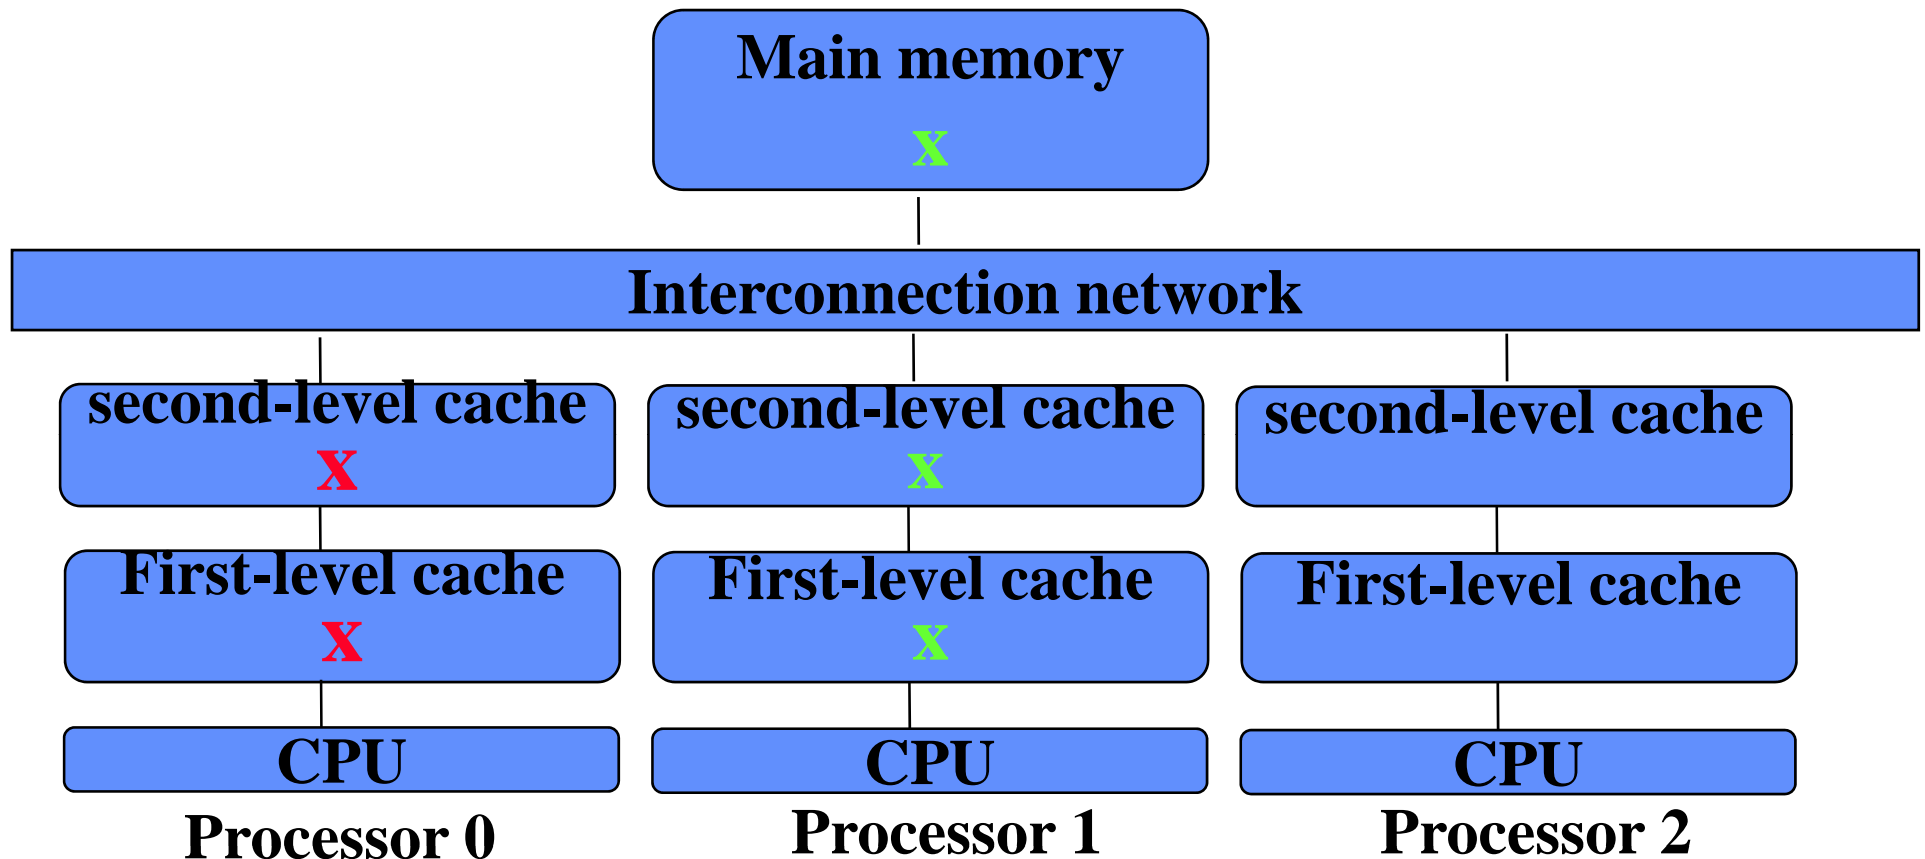 Main memory
x
Interconnection network
second-level cache
x
second-level cache
x
second-level cache
First-level cache
x
First-level cache
x
First-level cache
CPU
CPU
CPU
Processor 0
Processor 1
Processor 2